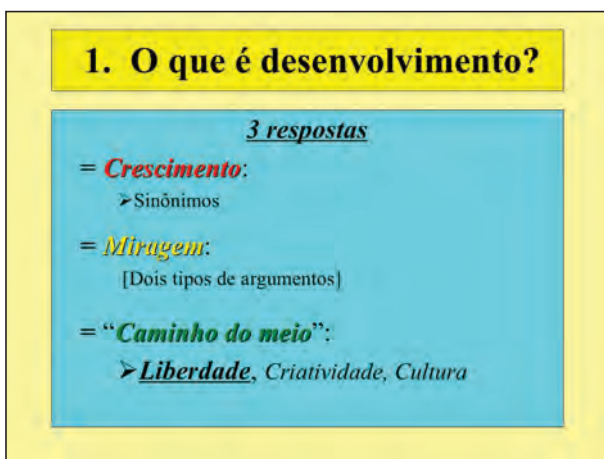 1. O que é desenvolvimento?
3 respostas
= Crescimento:
➢Sinônimos
= Miragem:
[Dois tipos de argumentos]
= “Caminho do meio”:
➢Liberdade, Criatividade, Cultura